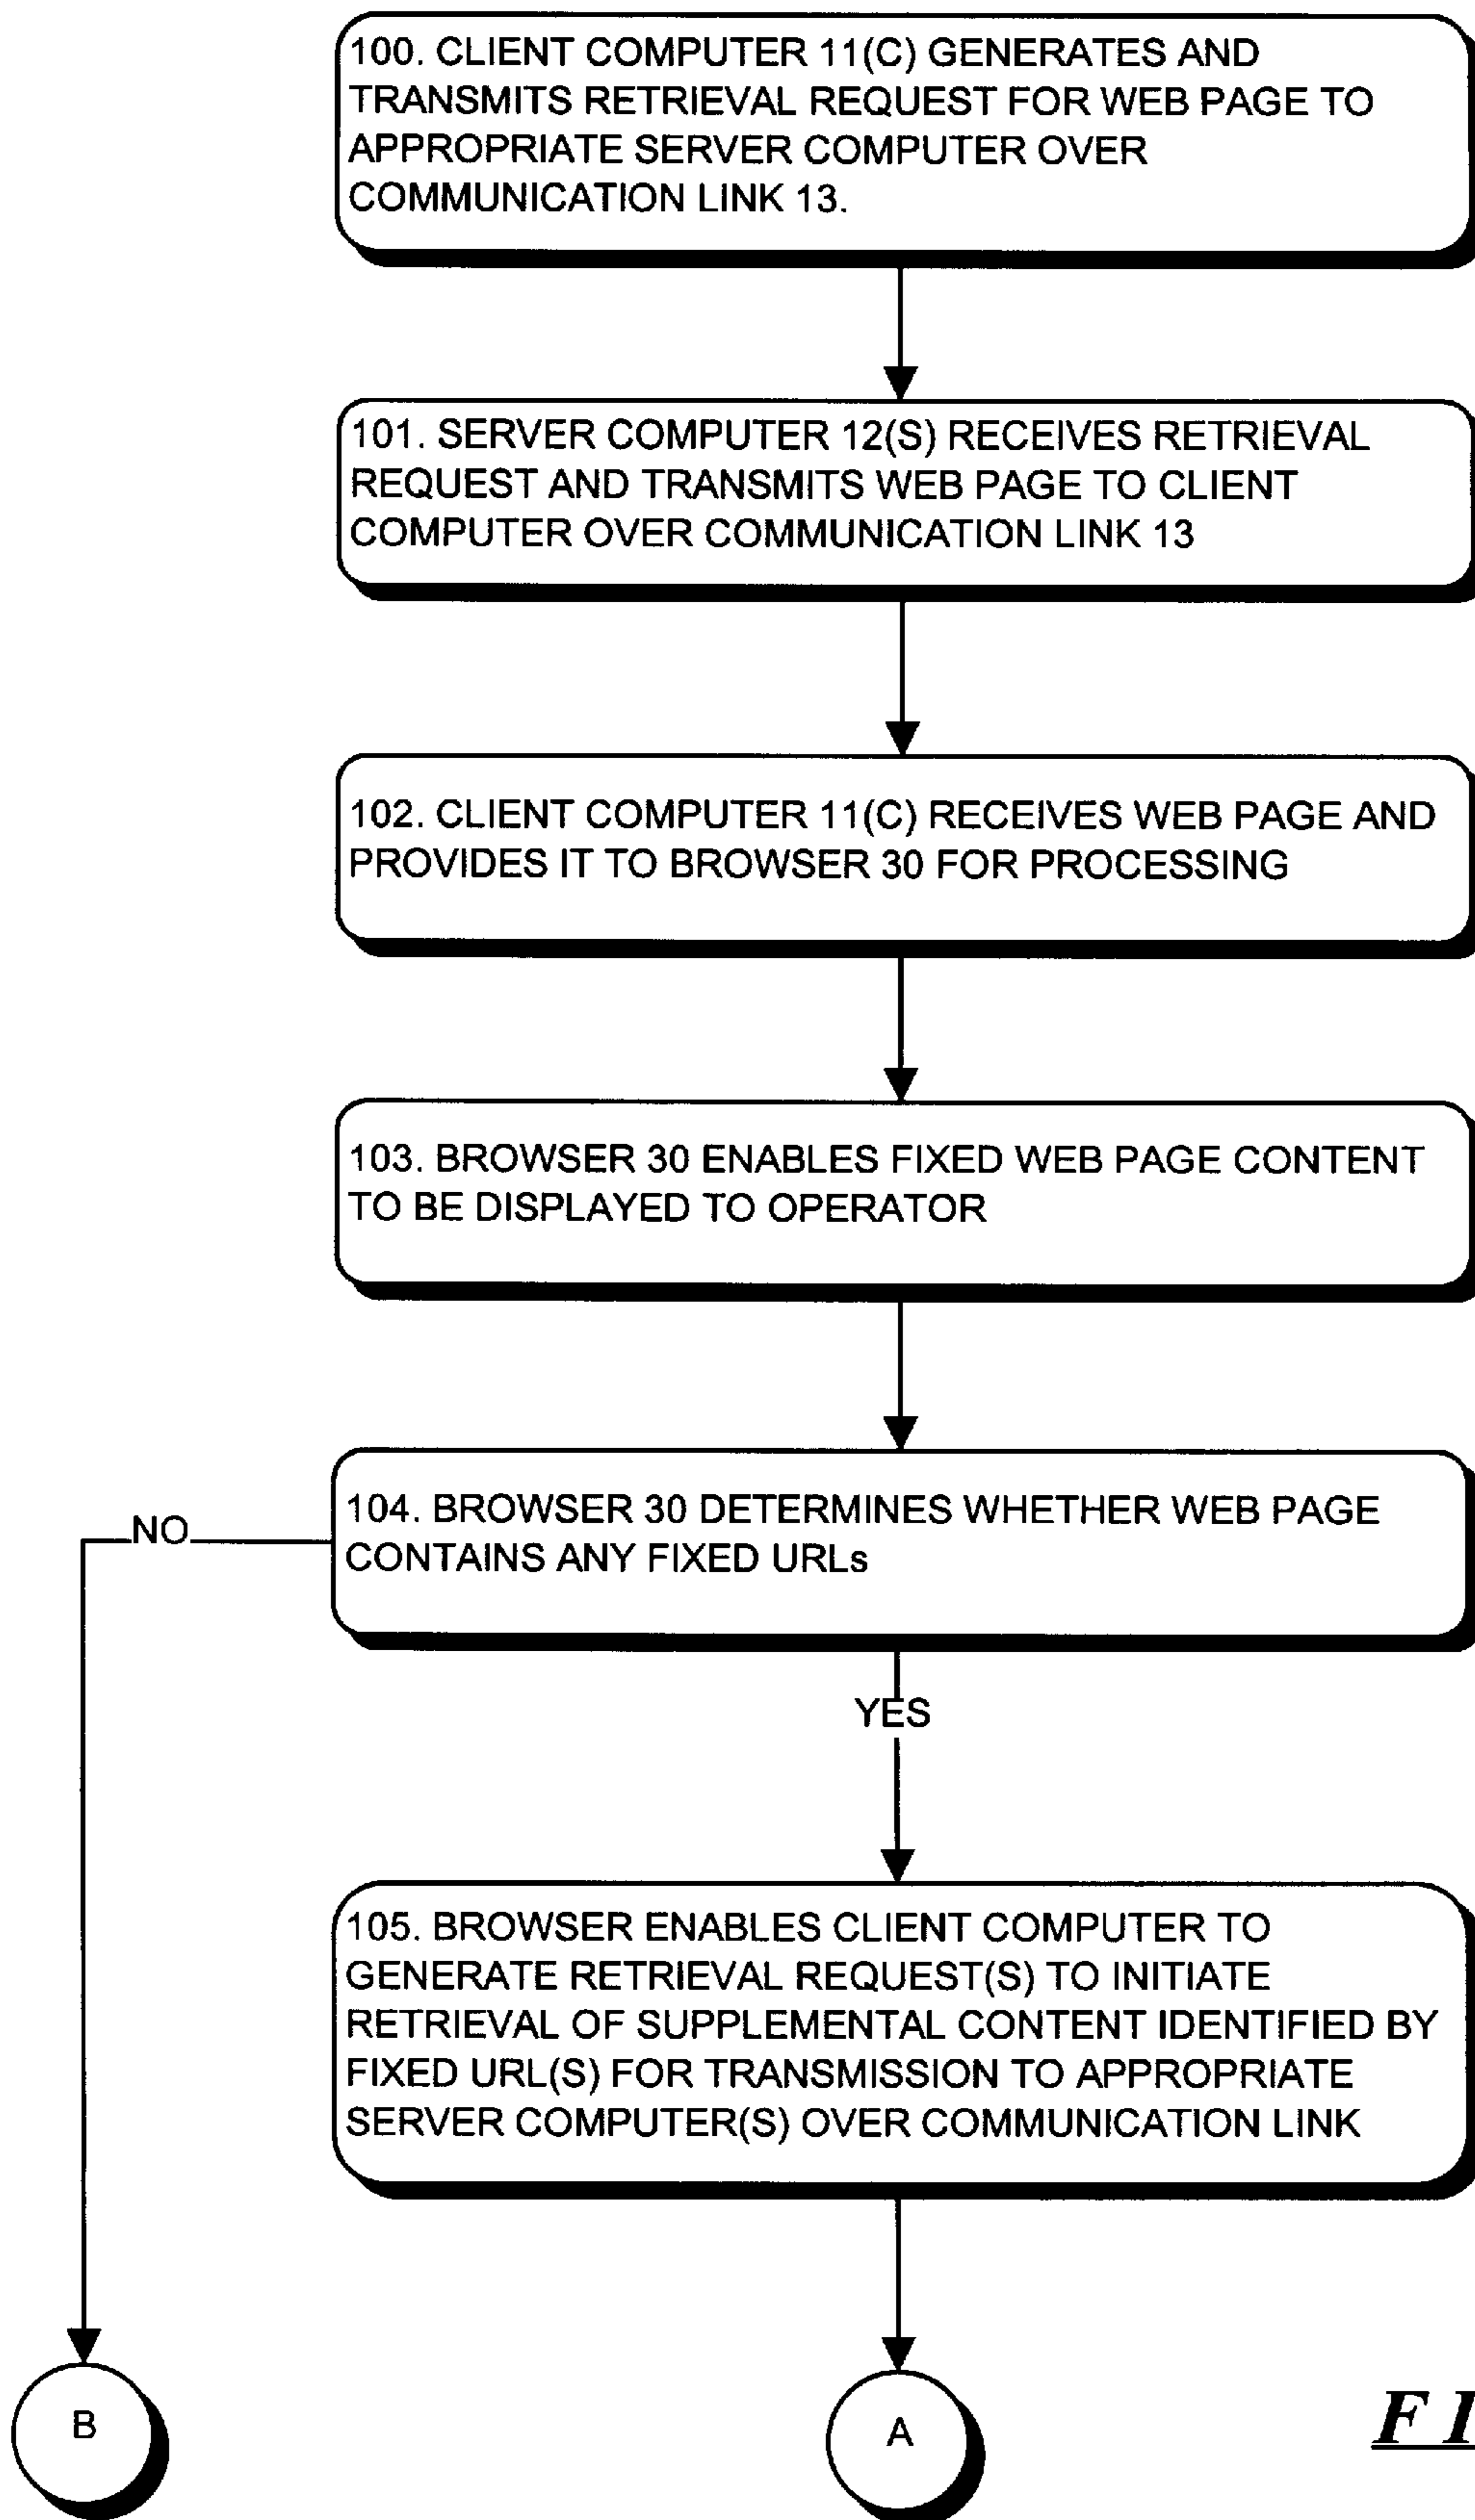 100. CLIENT COMPUTER 11(C) GENERATES AND
TRANSMITS RETRIEVAL REQUEST FOR WEB PAGE TO
APPROPRIATE SERVER COMPUTER OVER
COMMUNICATION LINK 13.
101. SERVER COMPUTER 12(S) RECEIVES RETRIEVAL
REQUEST AND TRANSMITS WEB PAGE TO CLIENT
COMPUTER OVER COMMUNICATION LINK 13
102. CLIENT COMPUTER 11(C) RECEIVES WEB PAGE AND
PROVIDES IT TO BROWSER 30 FOR PROCESSING
103. BROWSER 30 ENABLES FIXED WEB PAGE CONTENT
TO BE DISPLAYED TO OPERATOR
104. BROWSER 30 DETERMINES WHETHER WEB PAGE
CONTAINS ANY FIXED URLs
NO
YES
105. BROWSER ENABLES CLIENT COMPUTER TO
GENERATE RETRIEVAL REQUEST(S) TO INITIATE
RETRIEVAL OF SUPPLEMENTAL CONTENT IDENTIFIED BY
FIXED URL(S) FOR TRANSMISSION TO APPROPRIATE
SERVER COMPUTER(S) OVER COMMUNICATION LINK
B
A